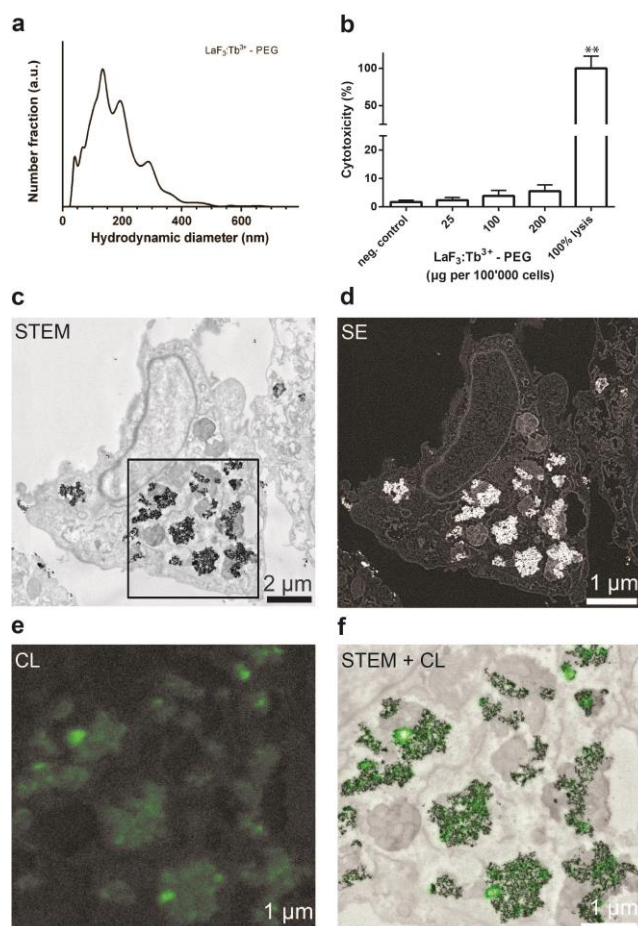 a
LaF₃:Tb³⁺ - PEG
Number fraction (a.u.)
0 200 400 600
Hydrodynamic diameter (nm)
b
**
Cytotoxicity (%)
100
50
20
10
0
neg. control
25
100
200
100% lysis
LaF₃:Tb³⁺ - PEG
(µg per 100'000 cells)
c
STEM
2 µm
d
SE
1 µm
e
CL
1 µm
f
STEM + CL
1 µm